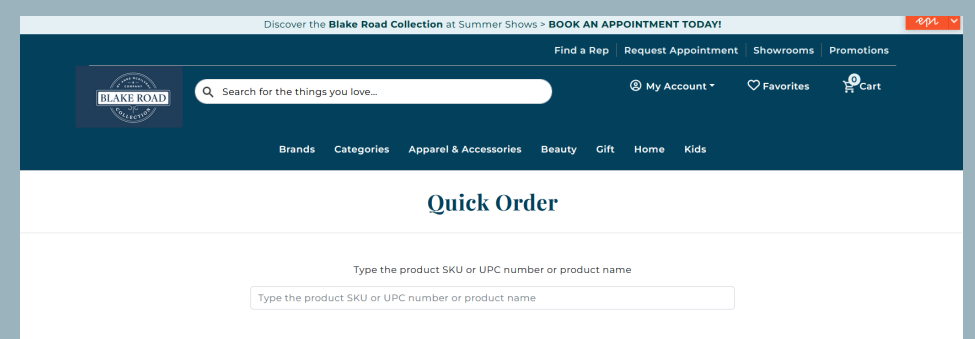 Discover the Blake Road Collection at Summer Shows > BOOK AN APPOINTMENT TODAY!
epi
Find a Rep
Request Appointment
Showrooms
Promotions
BLAKE ROAD
COLLECTION
Search for the things you love...
My Account
Favorites
0
Cart
Brands
Categories
Apparel & Accessories
Beauty
Gift
Home
Kids
Quick Order
Type the product SKU or UPC number or product name
Type the product SKU or UPC number or product name